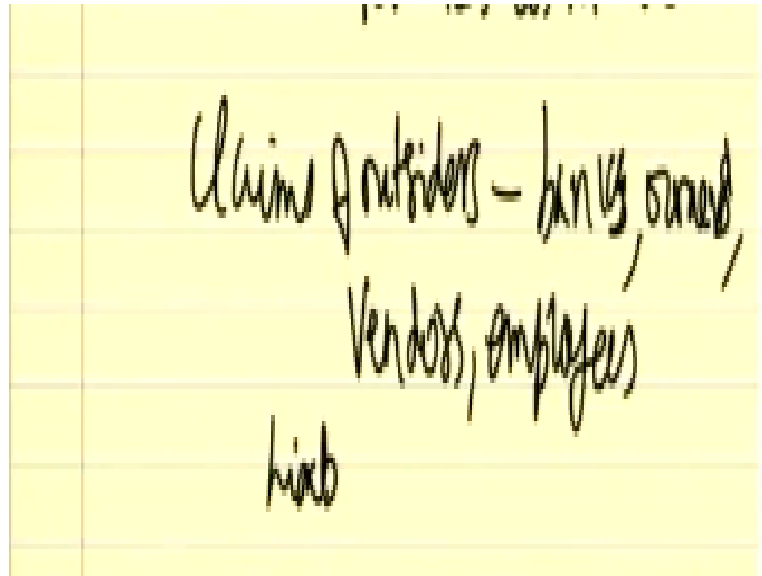 Claims of outsiders – banks, owners,
Vendors, employees